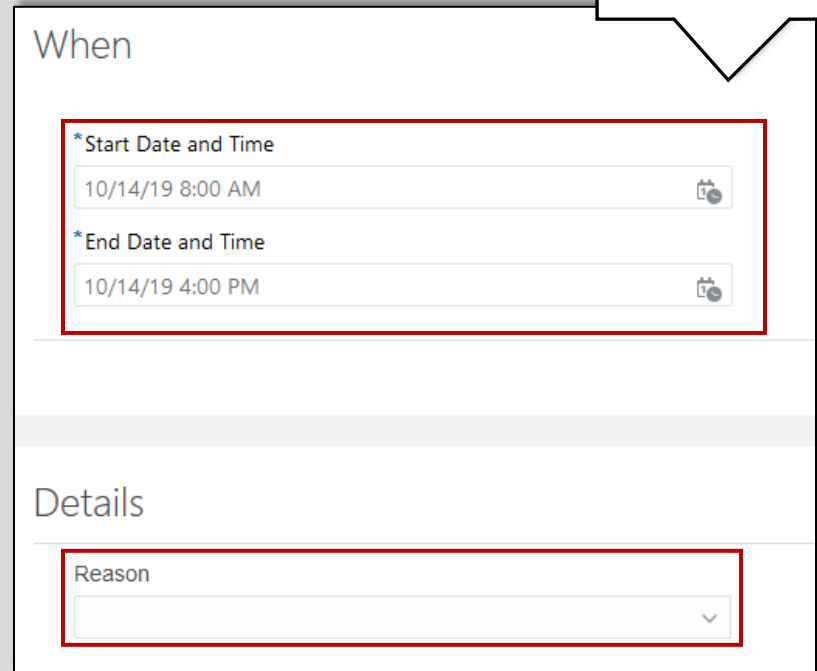 When
*Start Date and Time
10/14/19 8:00 AM
*End Date and Time
10/14/19 4:00 PM
Details
Reason